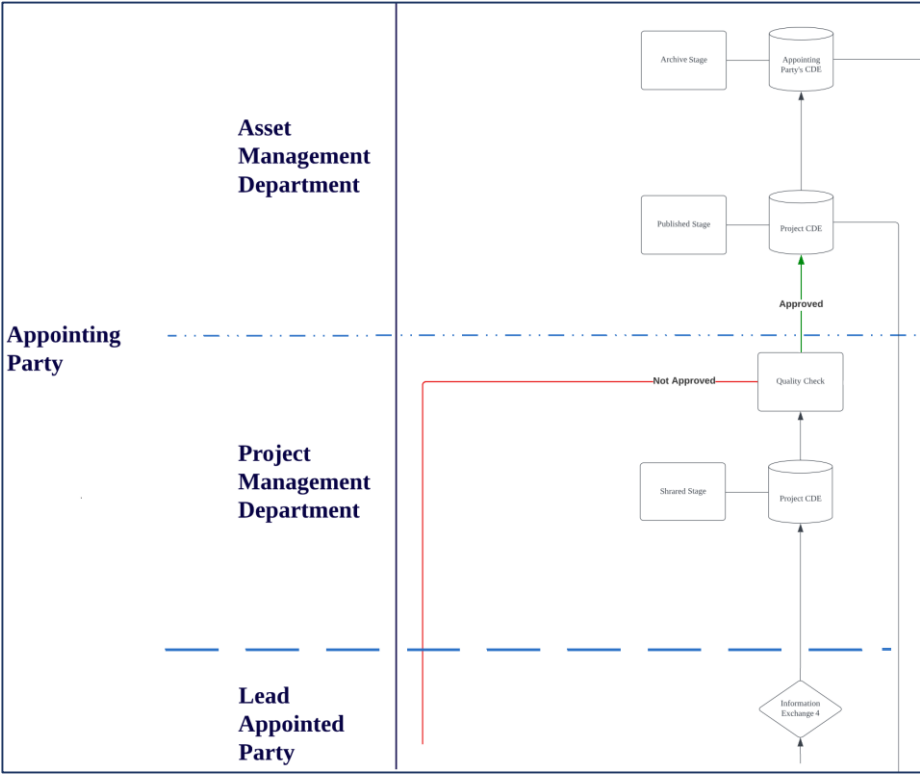 Archive Stage
Appointing
Party's CDE
Asset
Management
Department
Published Stage
Project CDE
Approved
Appointing
Party
Not Approved
Quality Check
Project
Management
Department
Shrared Stage
Project CDE
Lead
Appointed
Party
Information
Exchange 4